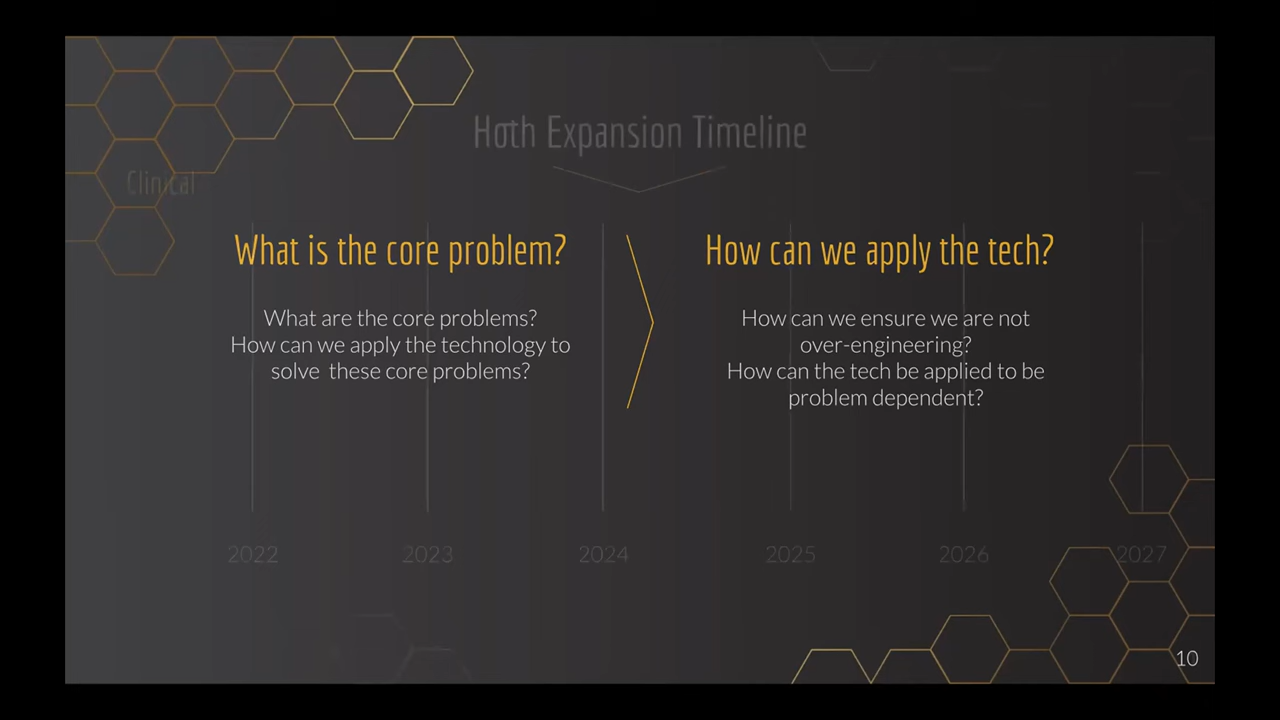 Hoth Expansion Timeline
Clinical
What is the core problem?
What are the core problems?
How can we apply the technology to
solve these core problems?
How can we apply the tech?
How can we ensure we are not
over-engineering?
How can the tech be applied to be
problem dependent?
2022 2023 2024 2025 2026 2027
10